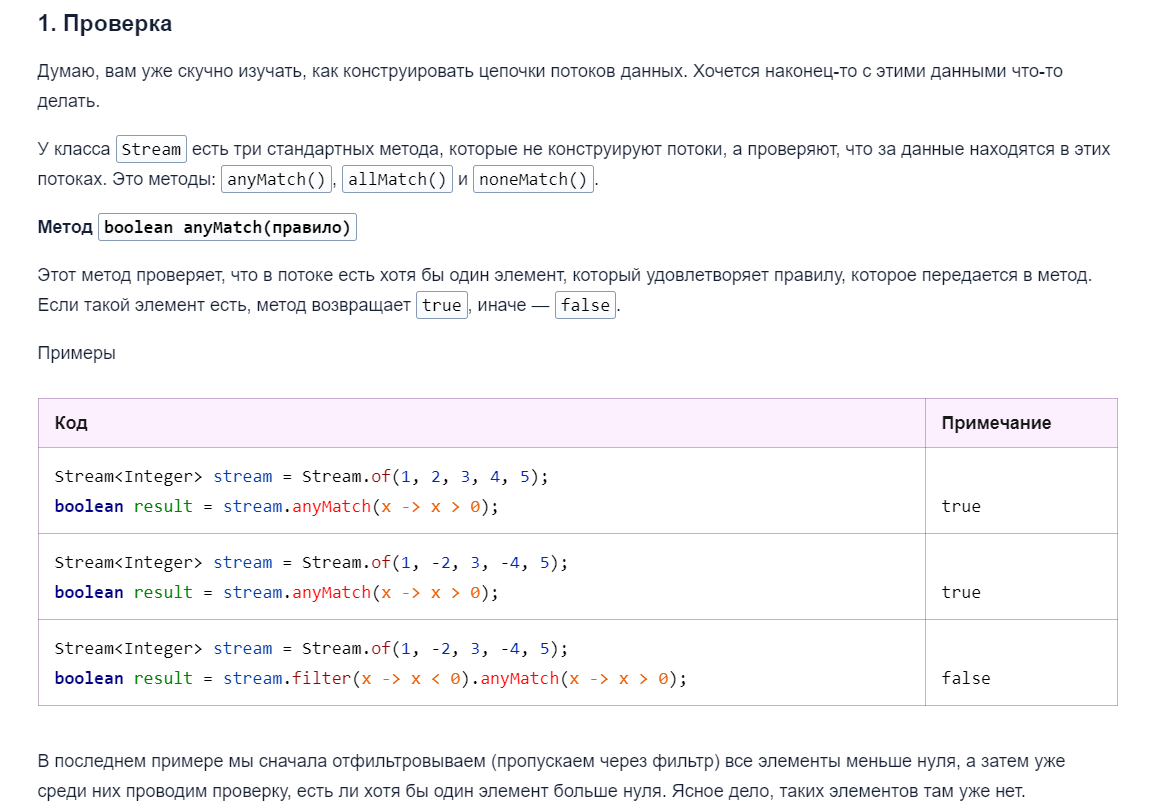 1. Проверка
Думаю, вам уже скучно изучать, как конструировать цепочки потоков данных. Хочется наконец-то с этими данными что-то
делать.
У класса Stream есть три стандартных метода, которые не конструируют потоки, а проверяют, что за данные находятся в этих
потоках. Это методы: anyMatch(), allMatch() и noneMatch().
Метод boolean anyMatch(правило)
Этот метод проверяет, что в потоке есть хотя бы один элемент, который удовлетворяет правилу, которое передается в метод.
Если такой элемент есть, метод возвращает true, иначе — false.
Примеры
Код Примечание
Stream<Integer> stream = Stream.of(1, 2, 3, 4, 5);
boolean result = stream.anyMatch(x -> x > 0); true
Stream<Integer> stream = Stream.of(1, -2, 3, -4, 5);
boolean result = stream.anyMatch(x -> x > 0); true
Stream<Integer> stream = Stream.of(1, -2, 3, -4, 5);
boolean result = stream.filter(x -> x < 0).anyMatch(x -> x > 0); false
В последнем примере мы сначала отфильтровываем (пропускаем через фильтр) все элементы меньше нуля, а затем уже
среди них проводим проверку, есть ли хотя бы один элемент больше нуля. Ясное дело, таких элементов там уже нет.